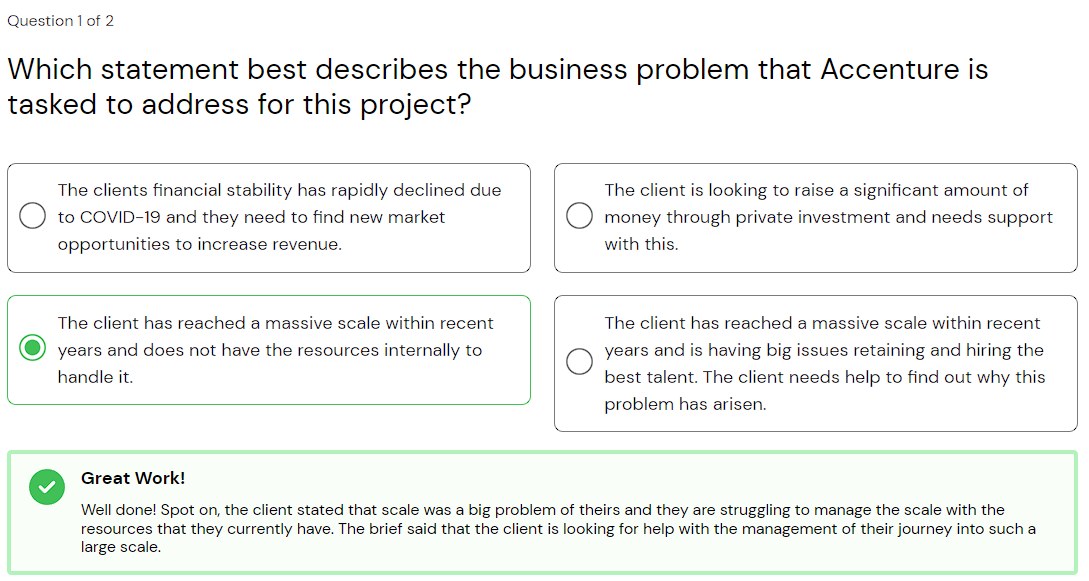 Question 1 of 2
Which statement best describes the business problem that Accenture is
tasked to address for this project?
The clients financial stability has rapidly declined due
to COVID-19 and they need to find new market
opportunities to increase revenue.
The client is looking to raise a significant amount of
money through private investment and needs support
with this.
The client has reached a massive scale within recent
years and does not have the resources internally to
handle it.
The client has reached a massive scale within recent
years and is having big issues retaining and hiring the
best talent. The client needs help to find out why this
problem has arisen.
Great Work!
Well done! Spot on, the client stated that scale was a big problem of theirs and they are struggling to manage the scale with the
resources that they currently have. The brief said that the client is looking for help with the management of their journey into such a
large scale.